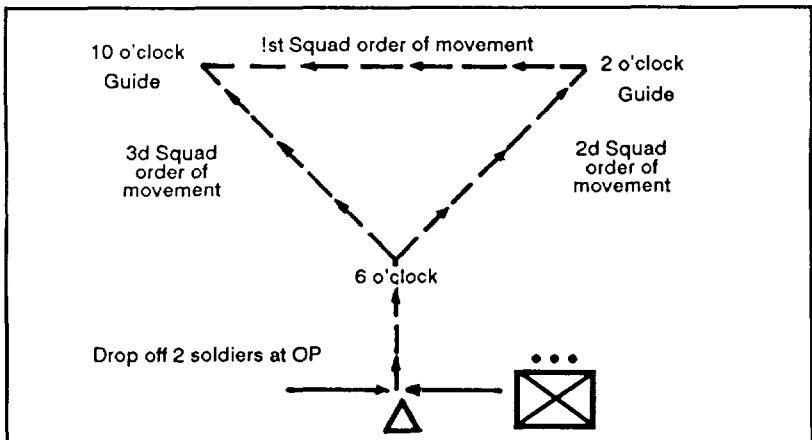 !st Squad order of movement
10 o'clock
Guide
2 o'clock
Guide
3d Squad
order of
movement
2d Squad
order of
movement
6 o'clock
Drop off 2 soldiers at OP